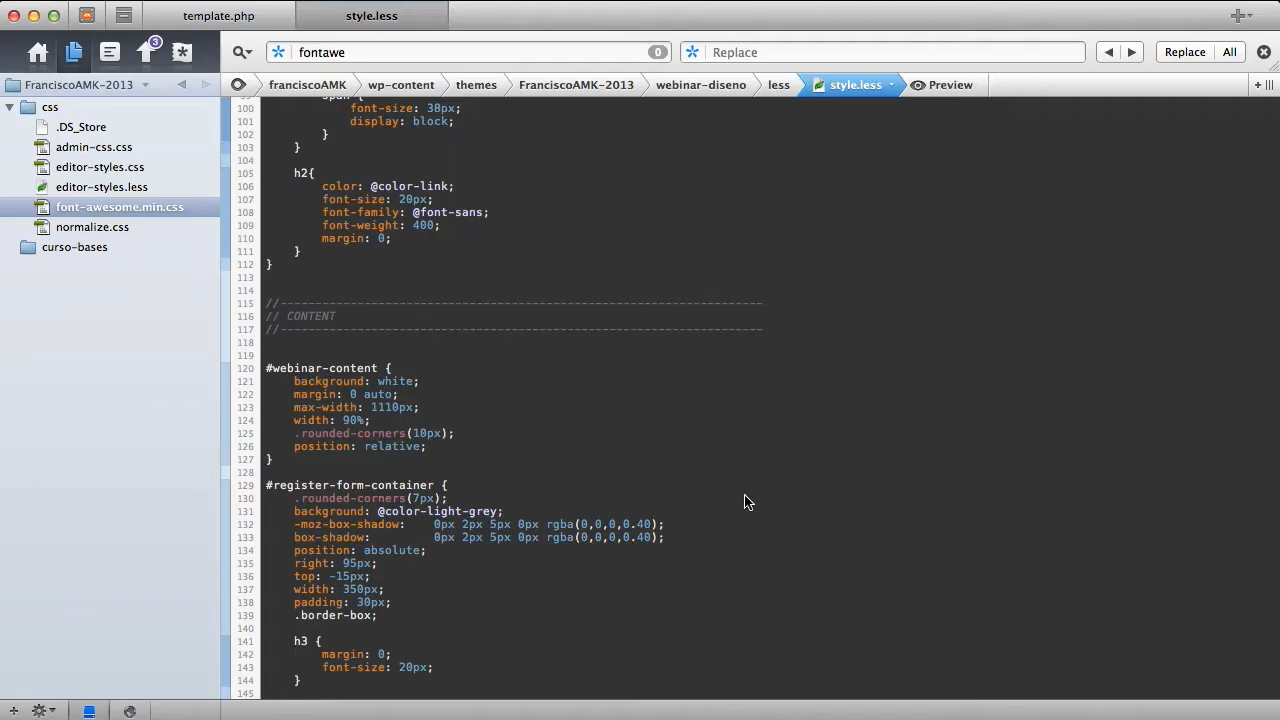 template.php
style.less
3
fontawe
0
Replace
Replace
All
FranciscoAMK-2013
franciscoAMK
wp-content
themes
FranciscoAMK-2013
webinar-diseno
less
style.less
Preview
css
.DS_Store
admin-css.css
editor-styles.css
editor-styles.less
font-awesome.min.css
normalize.css
curso-bases
100 font-size: 38px;
101 display: block;
102 }
103 }
104
105 h2{
106 color: @color-link;
107 font-size: 20px;
108 font-family: @font-sans;
109 font-weight: 400;
110 margin: 0;
111 }
112 }
113
114
115 //---------------------------------------------------------------------
116 // CONTENT
117 //---------------------------------------------------------------------
118
119
120 #webinar-content {
121 background: white;
122 margin: 0 auto;
123 max-width: 1110px;
124 width: 90%;
125 .rounded-corners(10px);
126 position: relative;
127 }
128
129 #register-form-container {
130 .rounded-corners(7px);
131 background: @color-light-grey;
132 -moz-box-shadow: 0px 2px 5px 0px rgba(0,0,0,0.40);
133 box-shadow: 0px 2px 5px 0px rgba(0,0,0,0.40);
134 position: absolute;
135 right: 95px;
136 top: -15px;
137 width: 350px;
138 padding: 30px;
139 .border-box;
140
141 h3 {
142 margin: 0;
143 font-size: 20px;
144 }
145